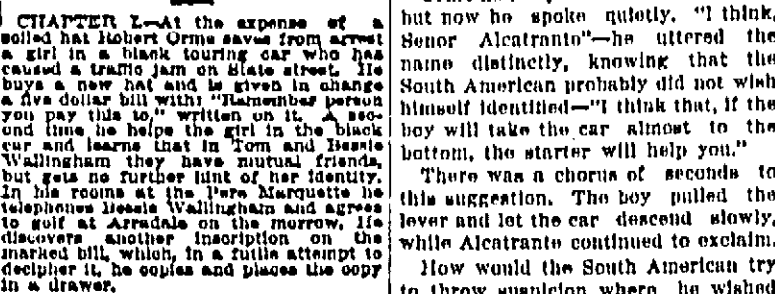 CHAPTER I.—At the expense of a
soiled hat Robert Orme saves from arrest
a girl in a black touring car who has
caused a traffic jam on State street. He
buys a new hat and is given in change
a five dollar bill with: "Remember person
you pay this to," written on it. A sec-
ond time he helps the girl in the black
car and learns that in Tom and Bessie
Wallingham they have mutual friends,
but gets no further hint of her identity.
In his rooms at the Pere Marquette he
telephones Bessie Wallingham and agrees
to golf at Arradale on the morrow. He
discovers another inscription on the
marked bill, which, in a futile attempt to
decipher it, he copies and places the copy
in a drawer.
but now he spoke quietly. "I think,
Senor Alcatrante"—he uttered the
name distinctly, knowing that the
South American probably did not wish
himself identified—"I think that, if the
boy will take the car almost to the
bottom, the starter will help you."
There was a chorus of seconds to
this suggestion. The boy pulled the
lever and let the car descend slowly,
while Alcatrante continued to exclaim.
How would the South American try
to throw suspicion where he wished